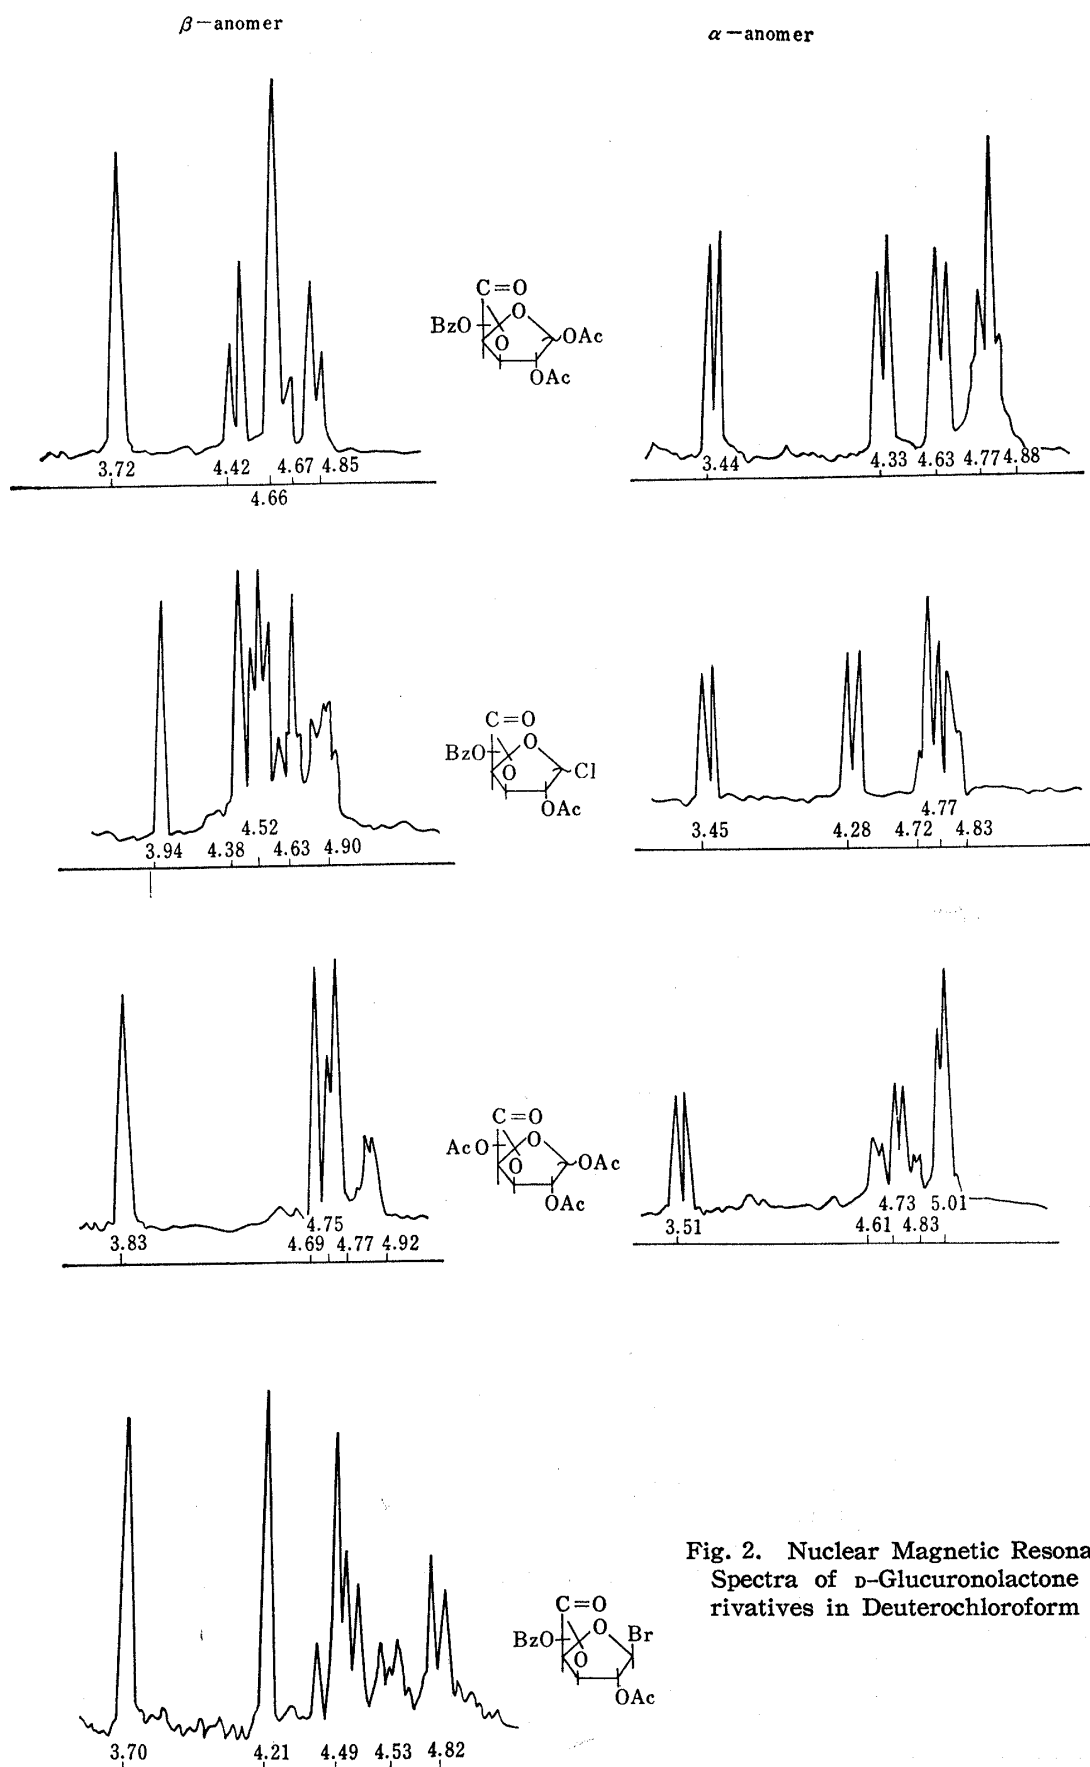 β-anomer
α-anomer
C=O
O
BzO
O
OAc
OAc
3.72 4.42 4.67 4.85
4.66
3.44 4.33 4.63 4.77 4.88
C=O
O
BzO
O
Cl
OAc
4.52
3.94 4.38 4.63 4.90
4.77
3.45 4.28 4.72 4.83
C=O
O
AcO
O
OAc
OAc
4.75
3.83 4.69 4.77 4.92
4.73 5.01
3.51 4.61 4.83
C=O
O
Br
BzO
O
OAc
3.70 4.21 4.49 4.53 4.82
Fig. 2. Nuclear Magnetic Resona
Spectra of D-Glucuronolactone
rivatives in Deuterochloroform